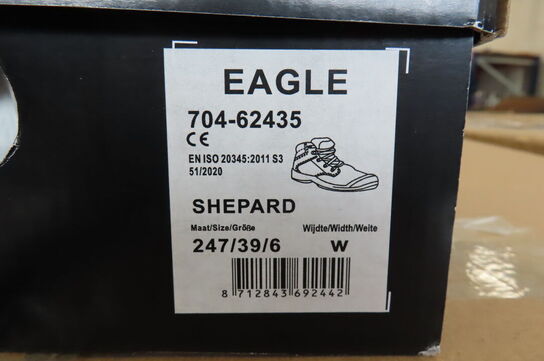 EAGLE
704-62435
CE
EN ISO 20345:2011 S3
51/2020
SHEPARD
Maat/Size/Größe Wijdte/Width/Weite
247/39/6 W
8 712843 692442